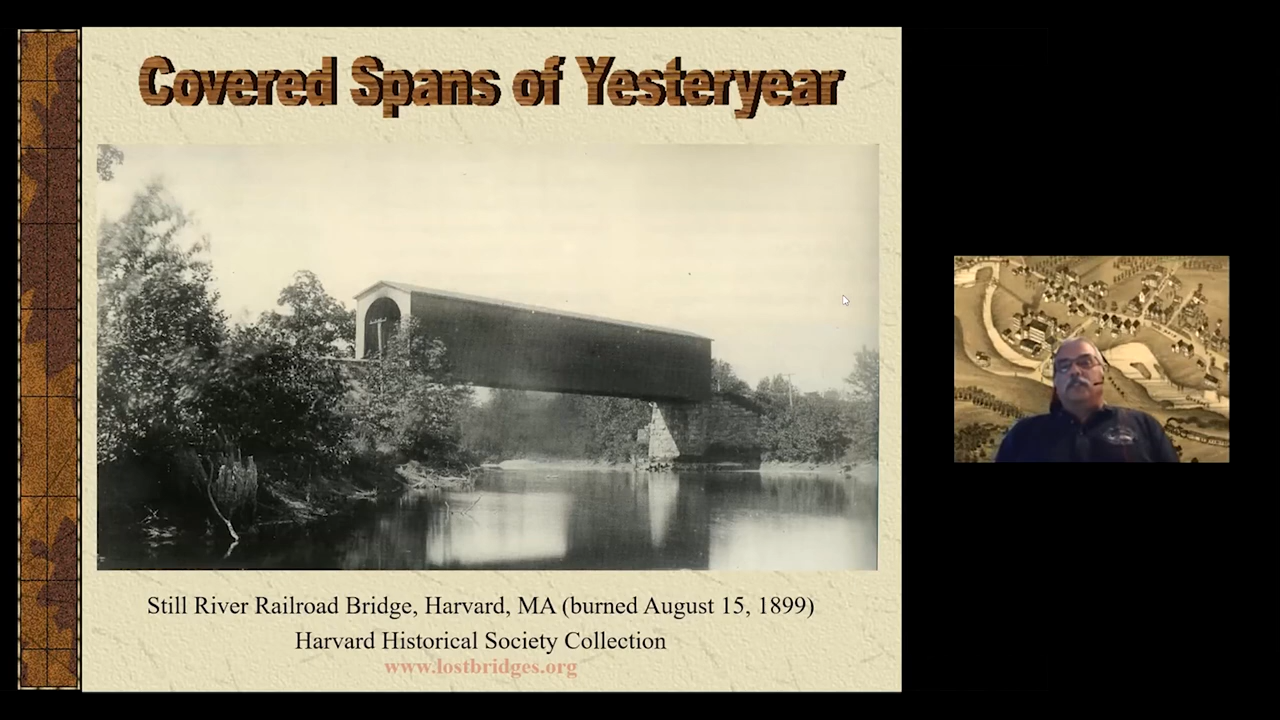 Covered Spans of Yesteryear
Still River Railroad Bridge, Harvard, MA (burned August 15, 1899)
Harvard Historical Society Collection
www.lostbridges.org